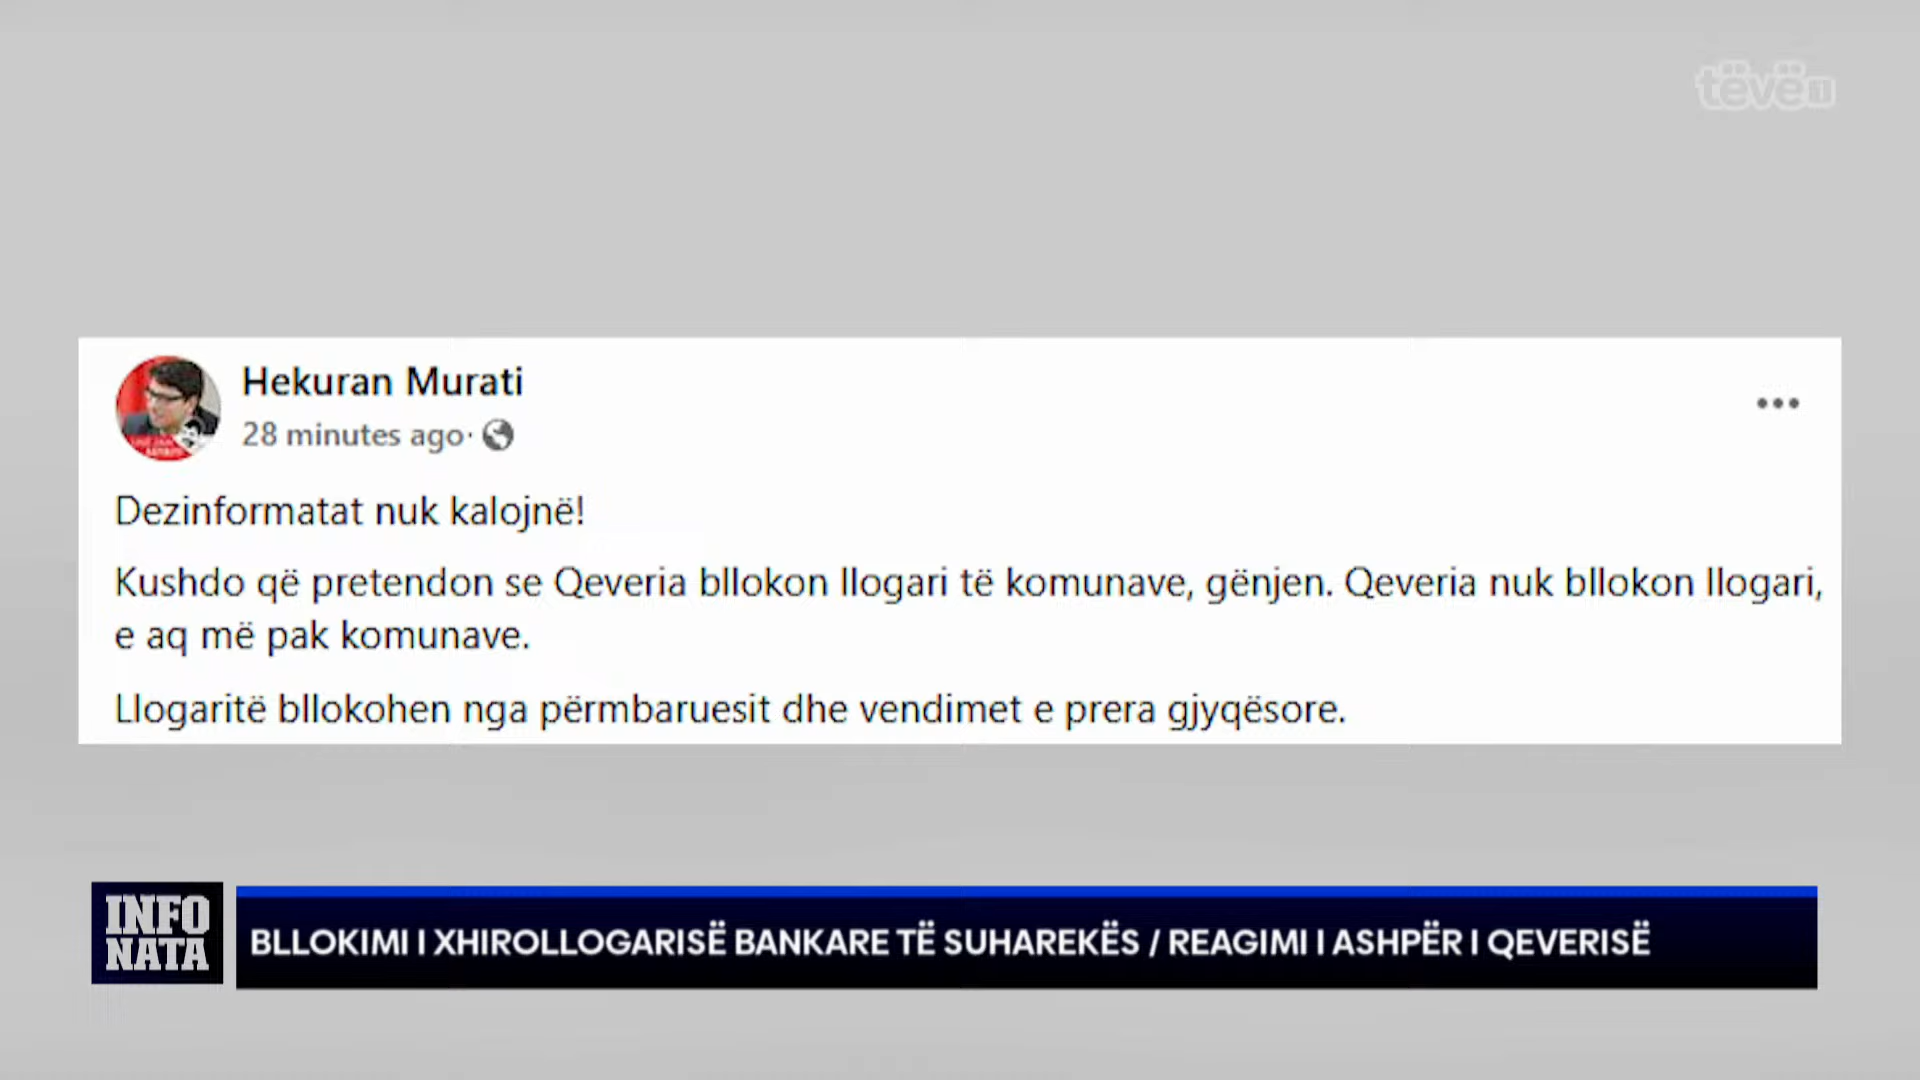 tëvë1
Hekuran Murati
28 minutes ago·
Dezinformatat nuk kalojnë!
Kushdo që pretendon se Qeveria bllokon llogari të komunave, gënjen. Qeveria nuk bllokon llogari,
e aq më pak komunave.
Llogaritë bllokohen nga përmbaruesit dhe vendimet e prera gjyqësore.
INFO
NATA
BLLOKIMI I XHIROLLOGARISË BANKARE TË SUHAREKËS / REAGIMI I ASHPËR I QEVERISË